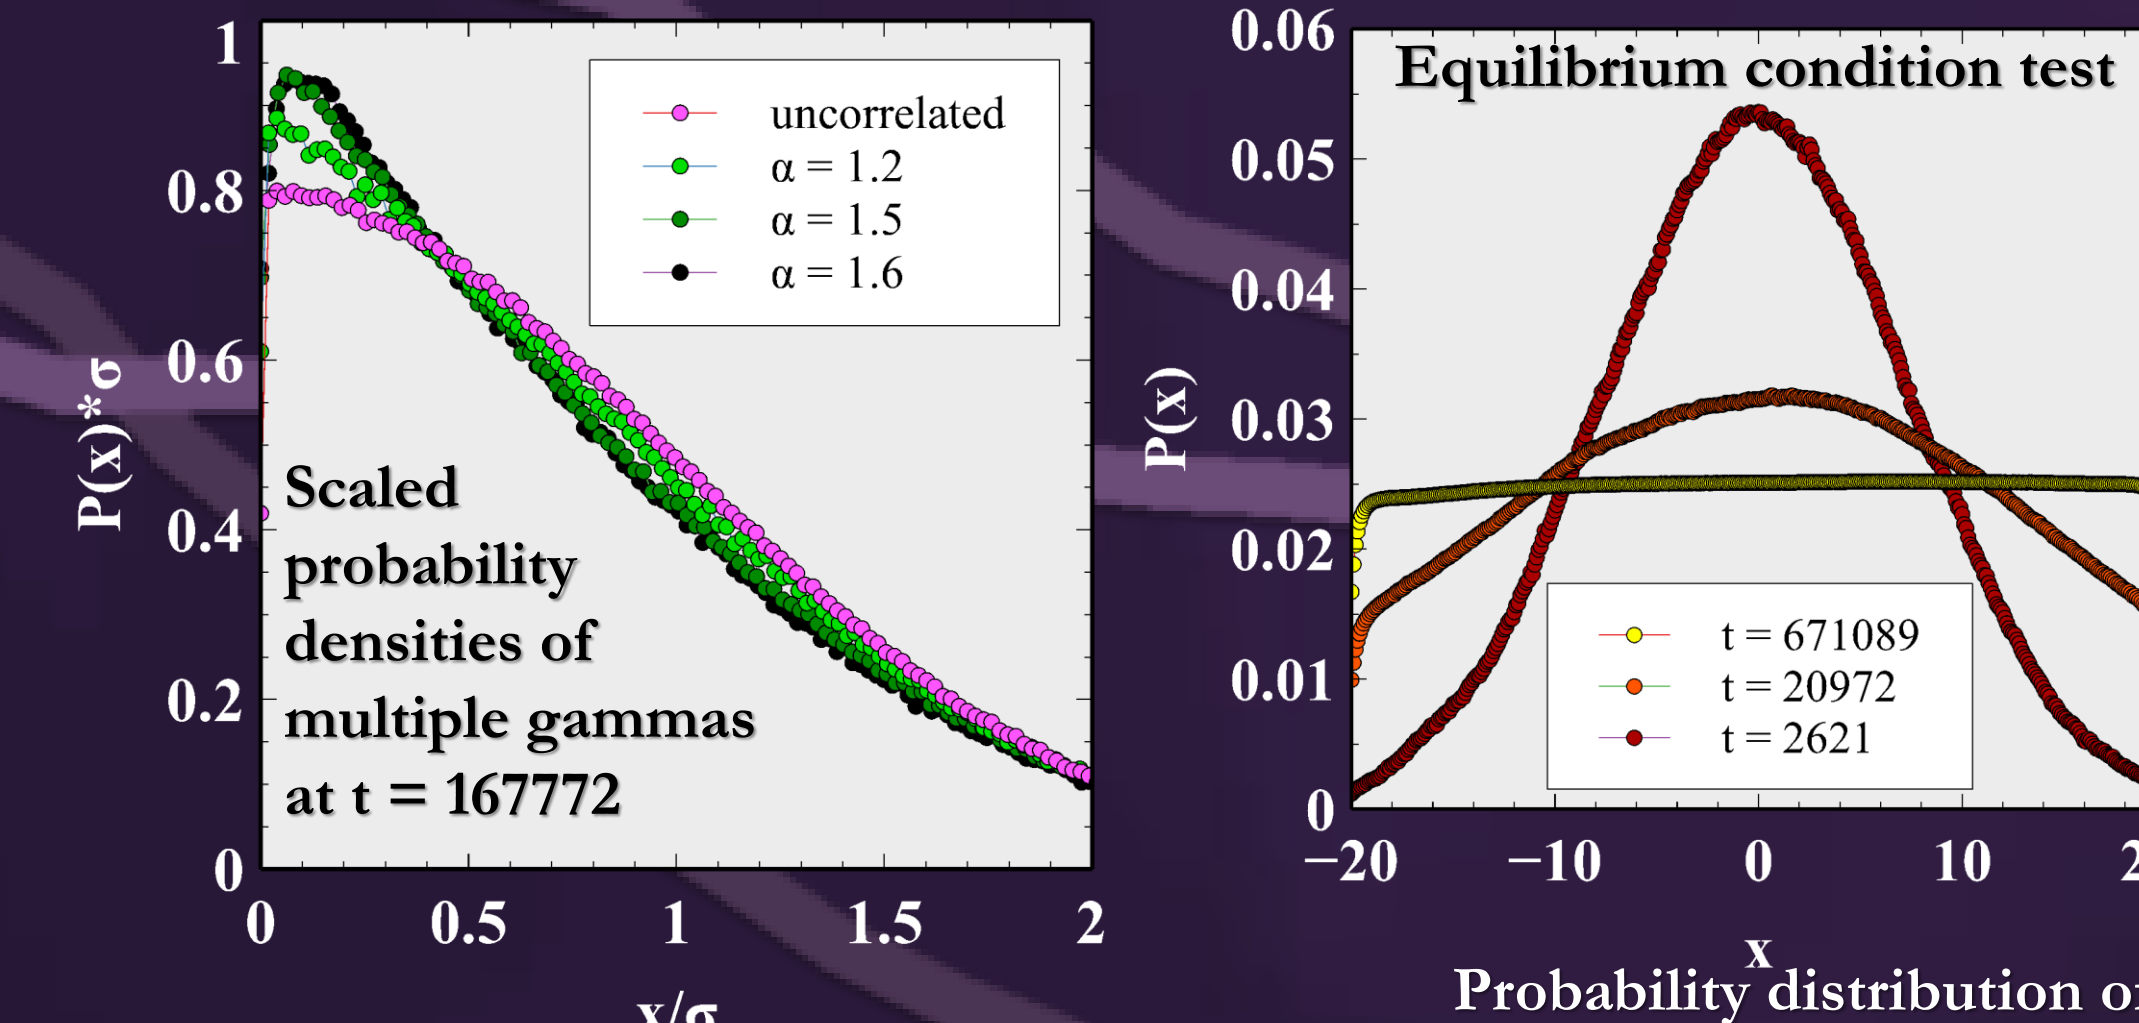 1
0.8
0.6
0.4
0.2
0
P(x)*σ
uncorrelated
α = 1.2
α = 1.5
α = 1.6
Scaled
probability
densities of
multiple gammas
at t = 167772
0 0.5 1 1.5 2
x/σ
0.06
0.05
0.04
0.03
0.02
0.01
0
P(x)
Equilibrium condition test
t = 671089
t = 20972
t = 2621
−20 −10 0 10
x
Probability distribution